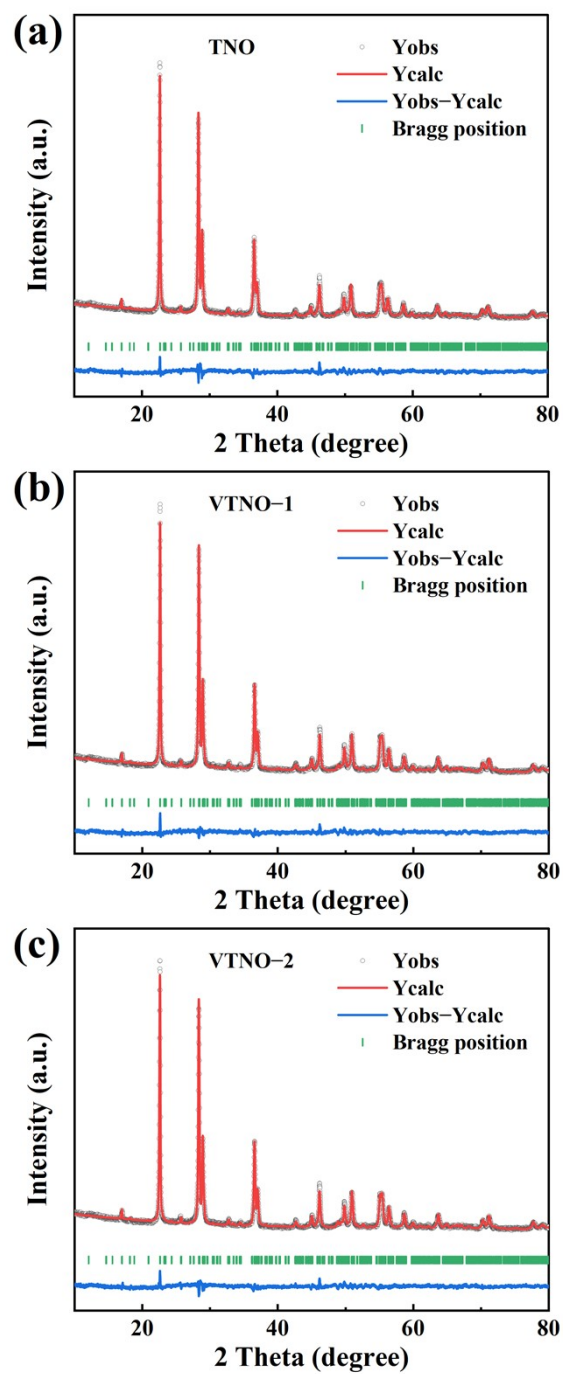 (a)
TNO
Yobs
Ycalc
Yobs−Ycalc
Bragg position
Intensity (a.u.)
20 40 60 80
2 Theta (degree)
(b)
VTNO−1
Yobs
Ycalc
Yobs−Ycalc
Bragg position
Intensity (a.u.)
20 40 60 80
2 Theta (degree)
(c)
VTNO−2
Yobs
Ycalc
Yobs−Ycalc
Bragg position
Intensity (a.u.)
20 40 60 80
2 Theta (degree)